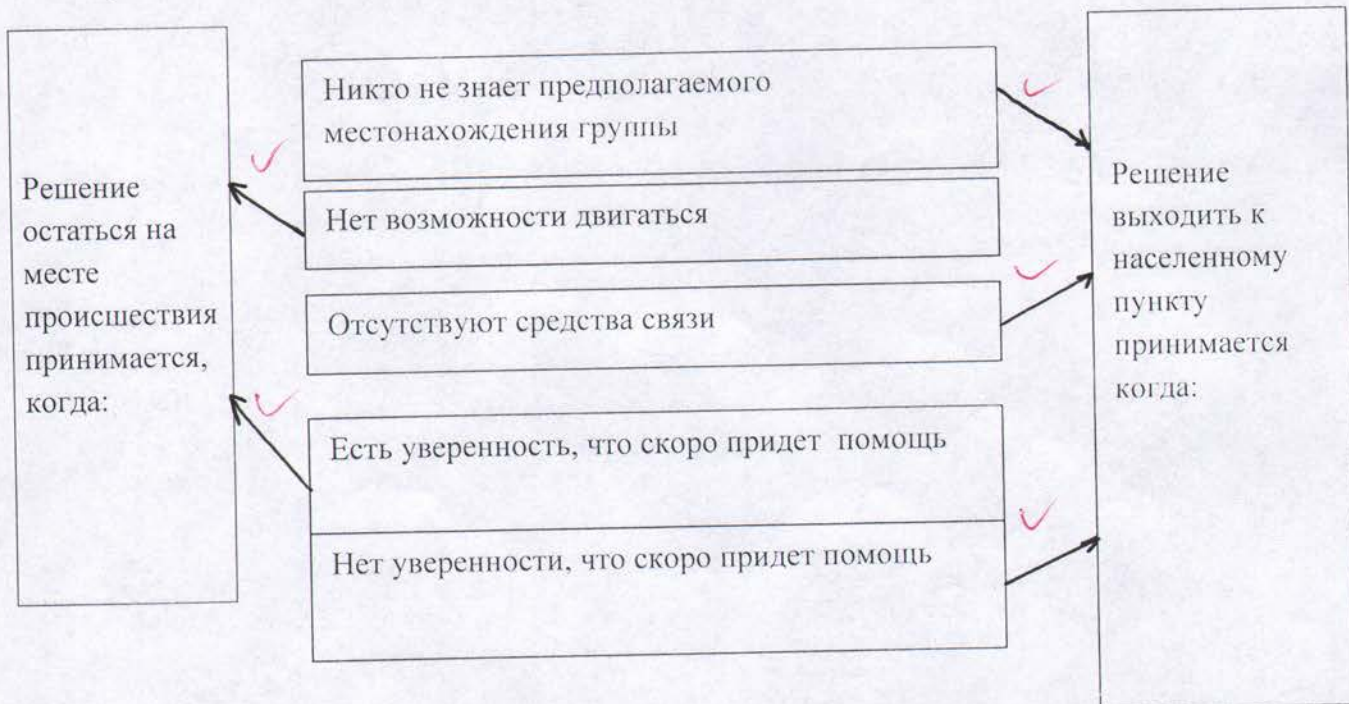 Решение
остаться на
месте
происшествия
принимается,
когда:
Никто не знает предполагаемого
местонахождения группы
Нет возможности двигаться
Отсутствуют средства связи
Есть уверенность, что скоро придет помощь
Нет уверенности, что скоро придет помощь
Решение
выходить к
населенному
пункту
принимается
когда: